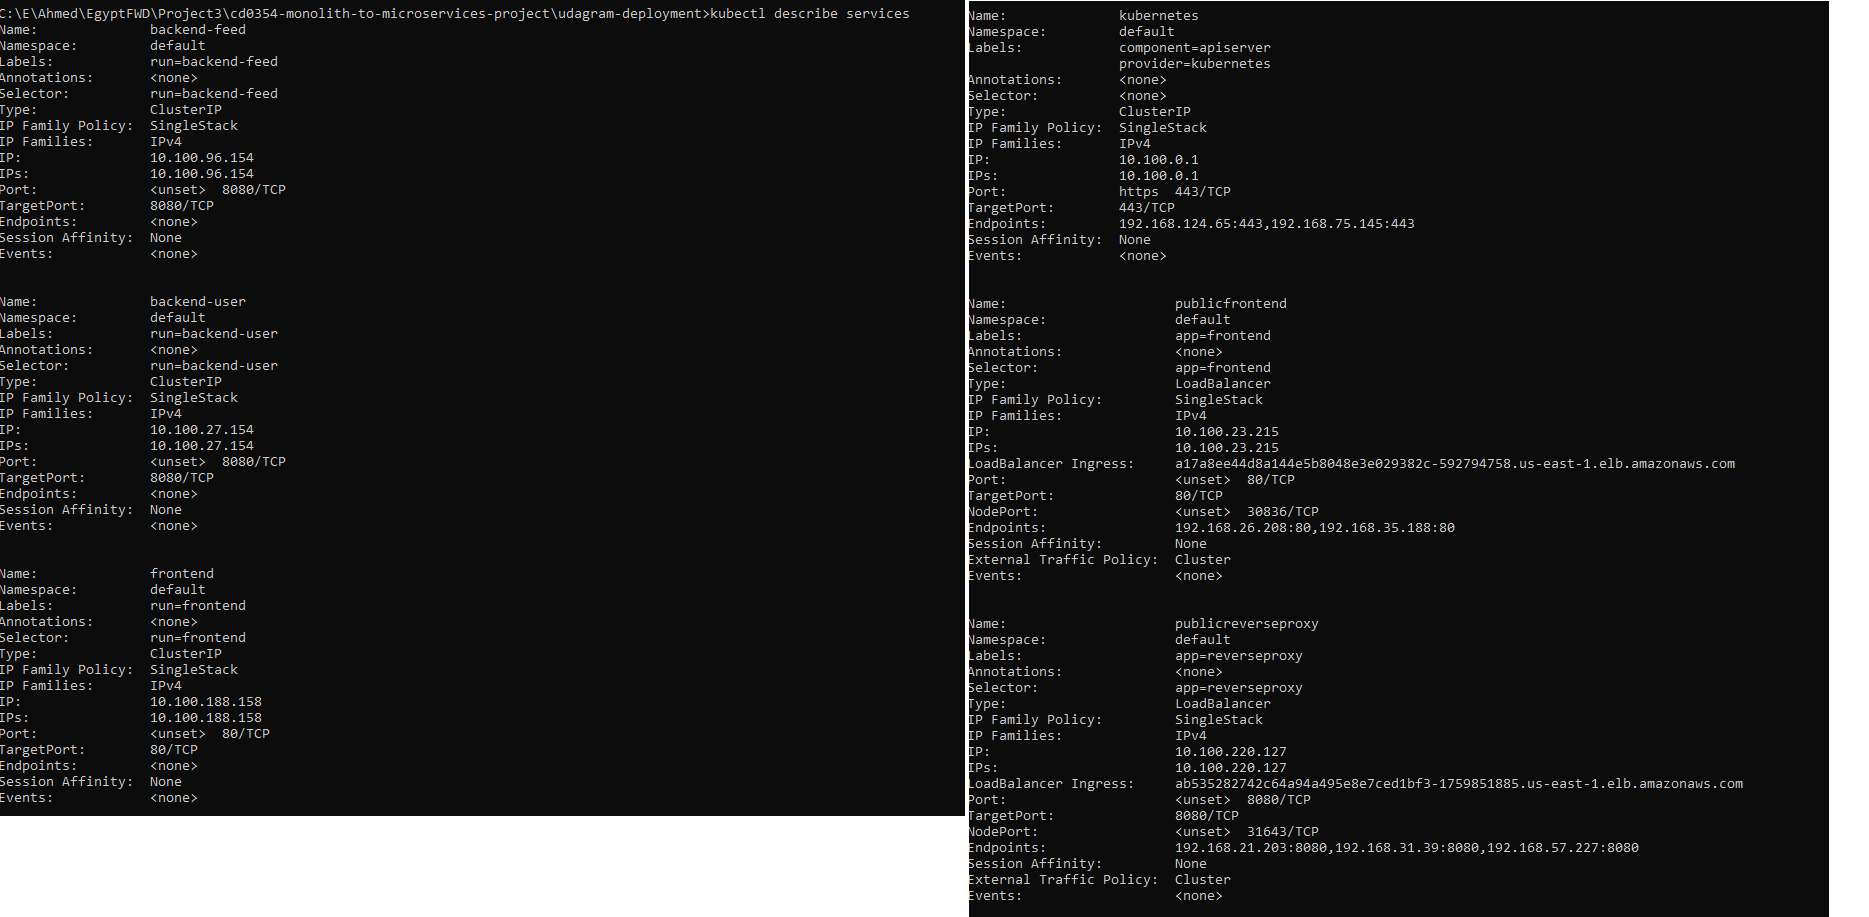 C:\E\Ahmed\EgyptFWD\Project3\cd0354-monolith-to-microservices-project\udagram-deployment>kubectl describe services
Name:              backend-feed
Namespace:         default
Labels:            run=backend-feed
Annotations:       <none>
Selector:          run=backend-feed
Type:              ClusterIP
IP Family Policy:  SingleStack
IP Families:       IPv4
IP:                10.100.96.154
IPs:               10.100.96.154
Port:              <unset>  8080/TCP
TargetPort:        8080/TCP
Endpoints:         <none>
Session Affinity:  None
Events:            <none>
Name:              backend-user
Namespace:         default
Labels:            run=backend-user
Annotations:       <none>
Selector:          run=backend-user
Type:              ClusterIP
IP Family Policy:  SingleStack
IP Families:       IPv4
IP:                10.100.27.154
IPs:               10.100.27.154
Port:              <unset>  8080/TCP
TargetPort:        8080/TCP
Endpoints:         <none>
Session Affinity:  None
Events:            <none>
Name:              frontend
Namespace:         default
Labels:            run=frontend
Annotations:       <none>
Selector:          run=frontend
Type:              ClusterIP
IP Family Policy:  SingleStack
IP Families:       IPv4
IP:                10.100.188.158
IPs:               10.100.188.158
Port:              <unset>  80/TCP
TargetPort:        80/TCP
Endpoints:         <none>
Session Affinity:  None
Events:            <none>
Name:              kubernetes
Namespace:         default
Labels:            component=apiserver
                   provider=kubernetes
Annotations:       <none>
Selector:          <none>
Type:              ClusterIP
IP Family Policy:  SingleStack
IP Families:       IPv4
IP:                10.100.0.1
IPs:               10.100.0.1
Port:              https  443/TCP
TargetPort:        443/TCP
Endpoints:         192.168.124.65:443,192.168.75.145:443
Session Affinity:  None
Events:            <none>
Name:                     publicfrontend
Namespace:                default
Labels:                   app=frontend
Annotations:              <none>
Selector:                 app=frontend
Type:                     LoadBalancer
IP Family Policy:         SingleStack
IP Families:              IPv4
IP:                       10.100.23.215
IPs:                      10.100.23.215
LoadBalancer Ingress:     a17a8ee44d8a144e5b8048e3e029382c-592794758.us-east-1.elb.amazonaws.com
Port:                     <unset>  80/TCP
TargetPort:               80/TCP
NodePort:                 <unset>  30836/TCP
Endpoints:                192.168.26.208:80,192.168.35.188:80
Session Affinity:         None
External Traffic Policy:  Cluster
Events:                   <none>
Name:                     publicreverseproxy
Namespace:                default
Labels:                   app=reverseproxy
Annotations:              <none>
Selector:                 app=reverseproxy
Type:                     LoadBalancer
IP Family Policy:         SingleStack
IP Families:              IPv4
IP:                       10.100.220.127
IPs:                      10.100.220.127
LoadBalancer Ingress:     ab535282742c64a94a495e8e7ced1bf3-1759851885.us-east-1.elb.amazonaws.com
Port:                     <unset>  8080/TCP
TargetPort:               8080/TCP
NodePort:                 <unset>  31643/TCP
Endpoints:                192.168.21.203:8080,192.168.31.39:8080,192.168.57.227:8080
Session Affinity:         None
External Traffic Policy:  Cluster
Events:                   <none>